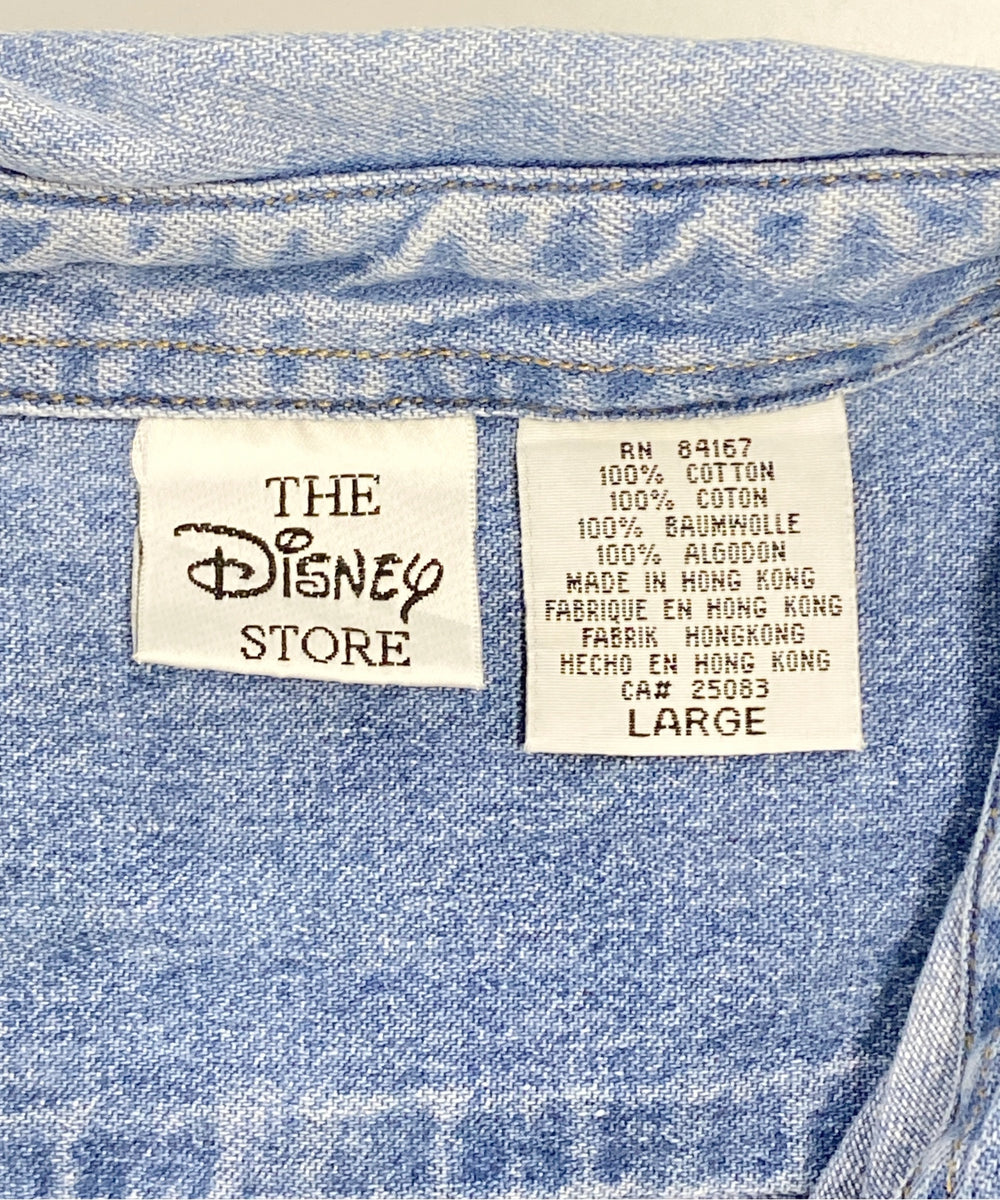 THE
Disney
STORE
RN 84167
100% COTTON
100% COTON
100% BAUMWOLLE
100% ALGODON
MADE IN HONG KONG
FABRIQUE EN HONG KONG
FABRIK HONGKONG
HECHO EN HONG KONG
CA# 25083
LARGE